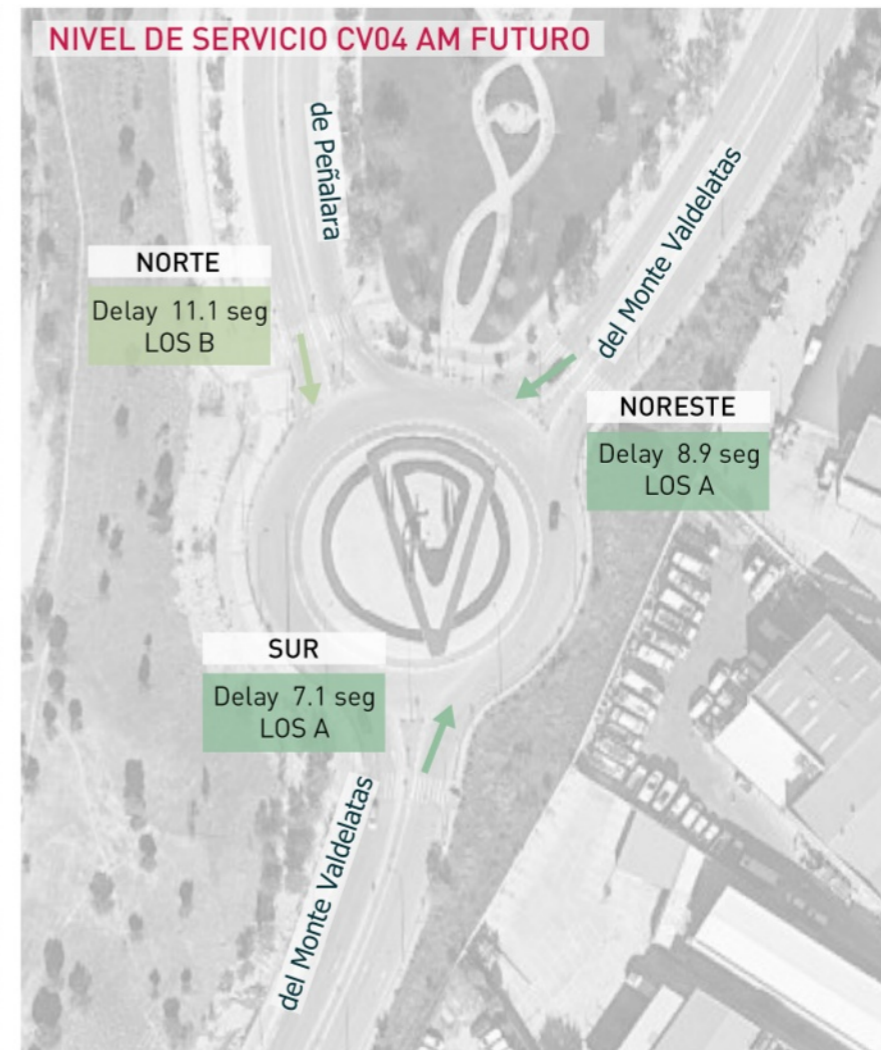 NIVEL DE SERVICIO CV04 AM FUTURO
de Peñalara
del Monte Valdelatas
NORTE
Delay 11.1 seg
LOS B
NORESTE
Delay 8.9 seg
LOS A
SUR
Delay 7.1 seg
LOS A
del Monte Valdelatas